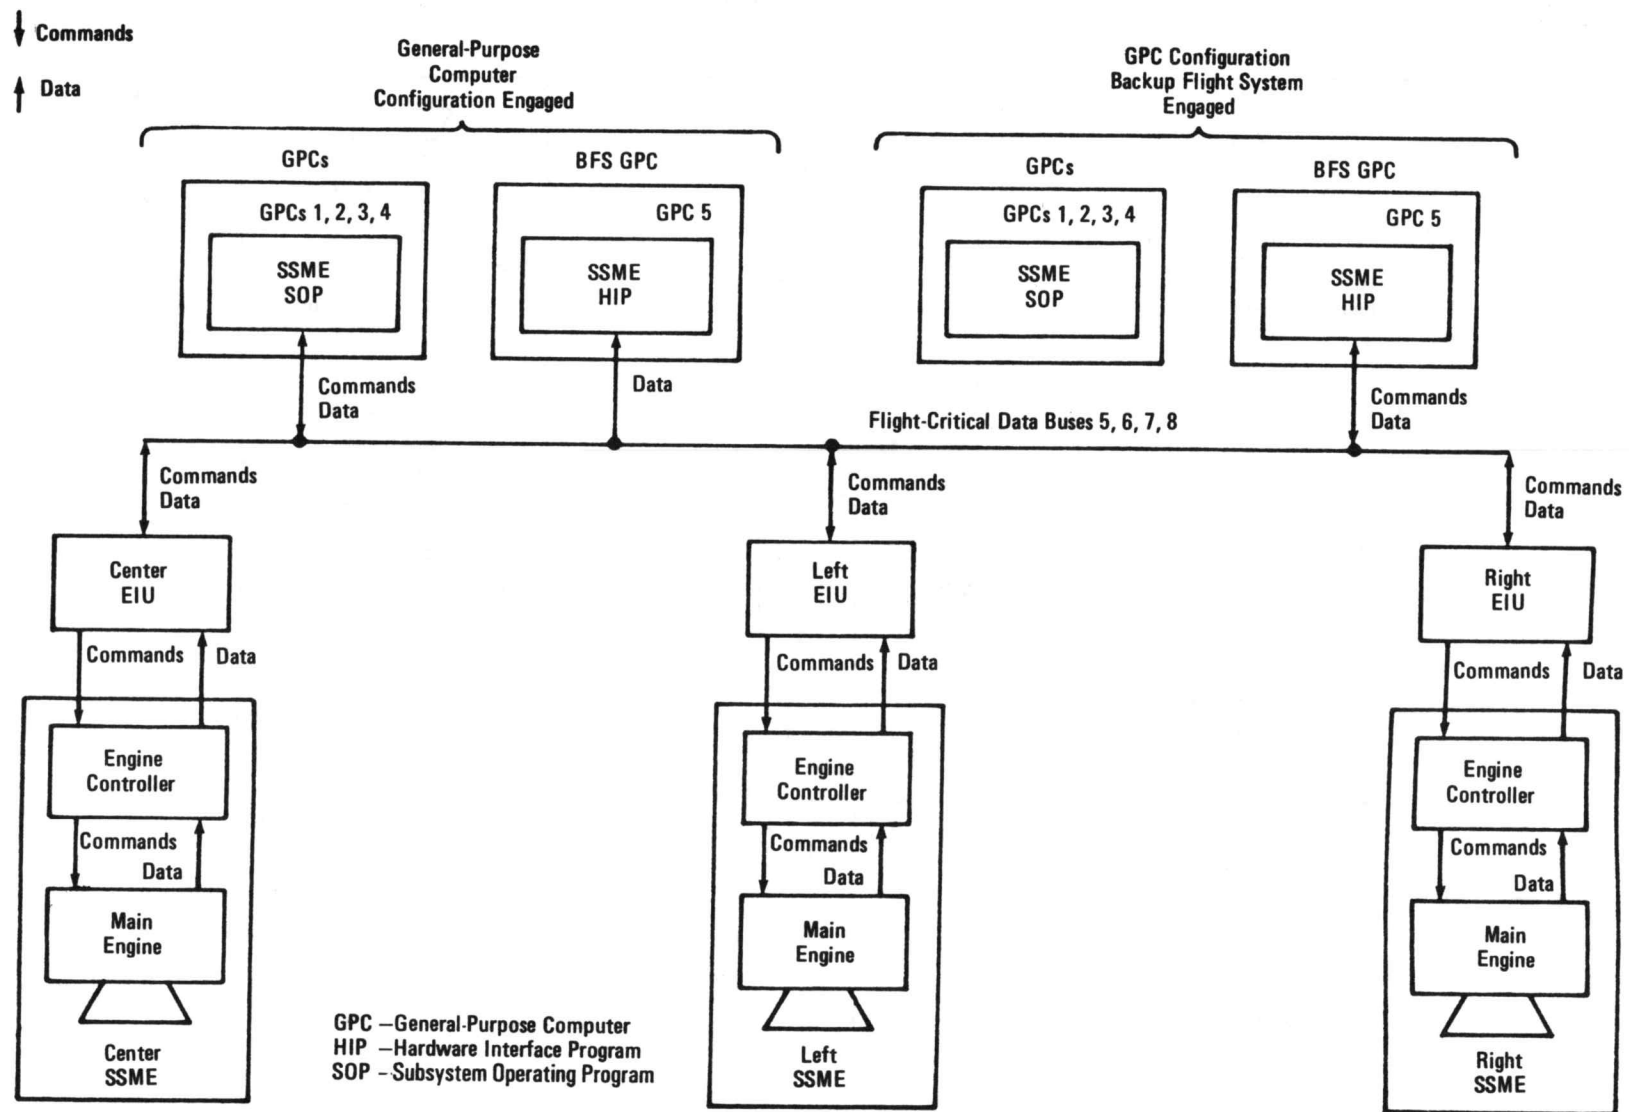 Commands
Data
General-Purpose
Computer
Configuration Engaged
GPC Configuration
Backup Flight System
Engaged
GPCs
BFS GPC
GPCs
BFS GPC
GPCs 1, 2, 3, 4
GPC 5
GPCs 1, 2, 3, 4
GPC 5
SSME
SOP
SSME
HIP
SSME
SOP
SSME
HIP
Commands
Data
Data
Commands
Data
Flight-Critical Data Buses 5, 6, 7, 8
Commands
Data
Commands
Data
Commands
Data
Center
EIU
Left
EIU
Right
EIU
Commands
Data
Commands
Data
Commands
Data
Engine
Controller
Engine
Controller
Engine
Controller
Commands
Data
Commands
Data
Commands
Data
Main
Engine
Main
Engine
Main
Engine
Center
SSME
GPC –General-Purpose Computer
HIP –Hardware Interface Program
SOP –Subsystem Operating Program
Left
SSME
Right
SSME